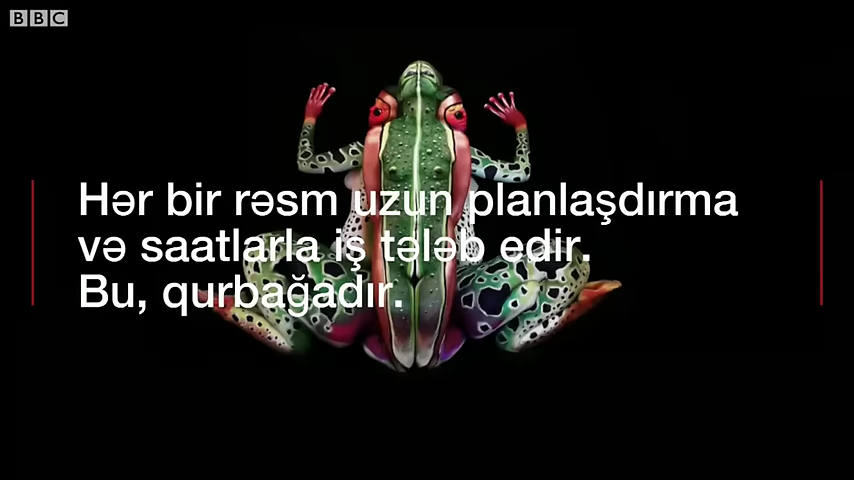 BBC
Hər bir rəsm uzun planlaşdırma
və saatlarla iş tələb edir.
Bu, qurbağadır.